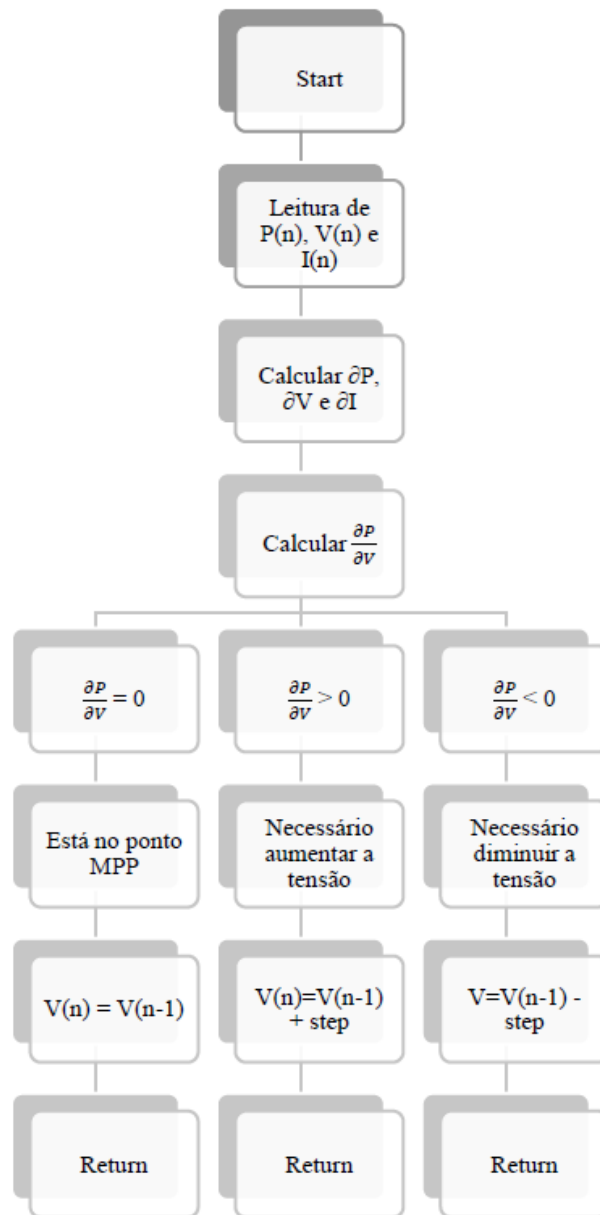 Start
Leitura de
P(n), V(n) e
I(n)
Calcular ∂P,
∂V e ∂I
Calcular ∂P/∂V
∂P/∂V = 0
∂P/∂V > 0
∂P/∂V < 0
Está no ponto
MPP
Necessário
aumentar a
tensão
Necessário
diminuir a
tensão
V(n) = V(n-1)
V(n)=V(n-1)
+ step
V=V(n-1) -
step
Return
Return
Return